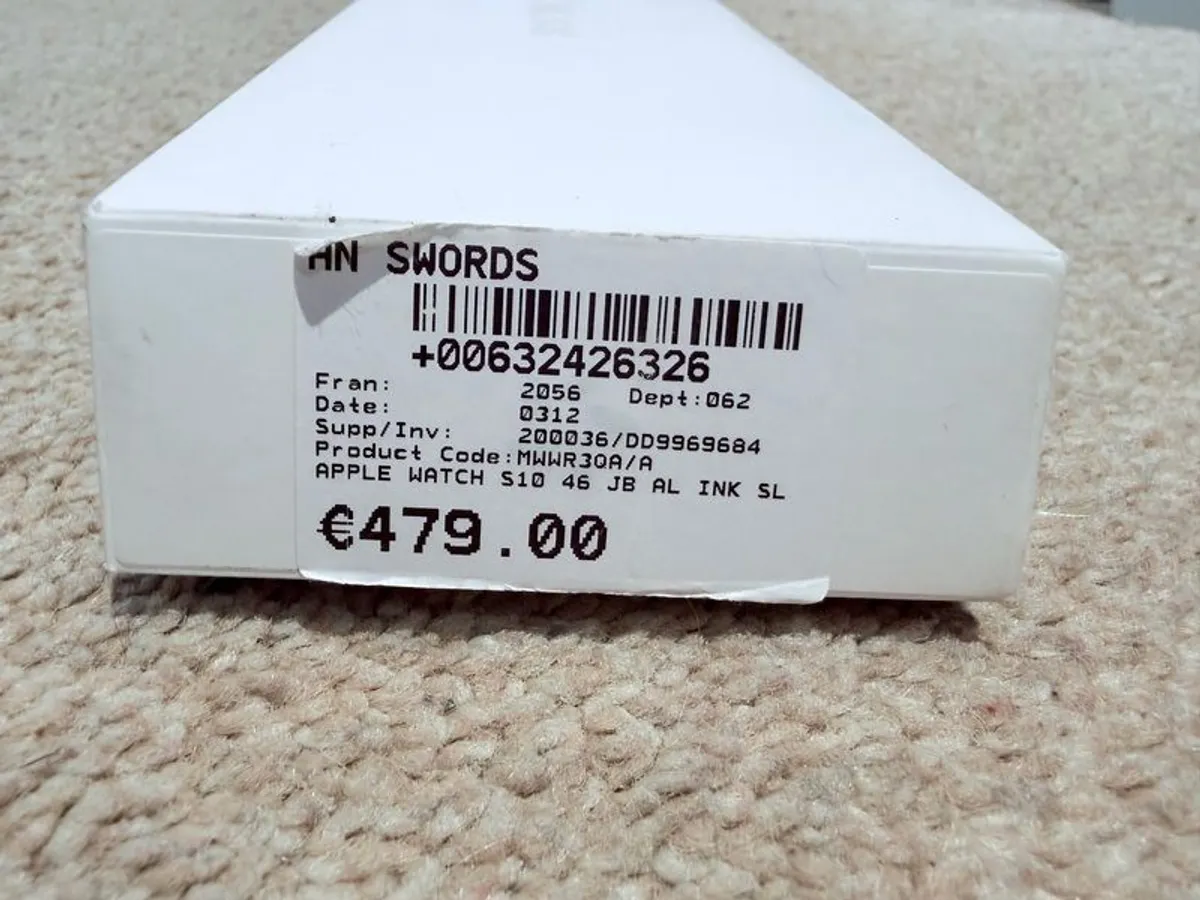 HN SWORDS
+00632426326
Fran: 2056 Dept:062
Date: 0312
Supp/Inv: 200036/DD9969684
Product Code:MWWR3QA/A
APPLE WATCH S10 46 JB AL INK SL
€479.00